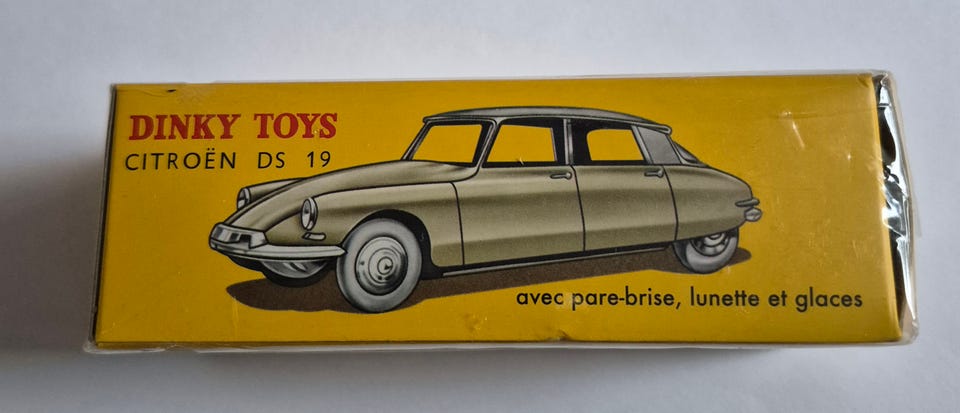 DINKY TOYS
CITROËN DS 19
avec pare-brise, lunette et glaces